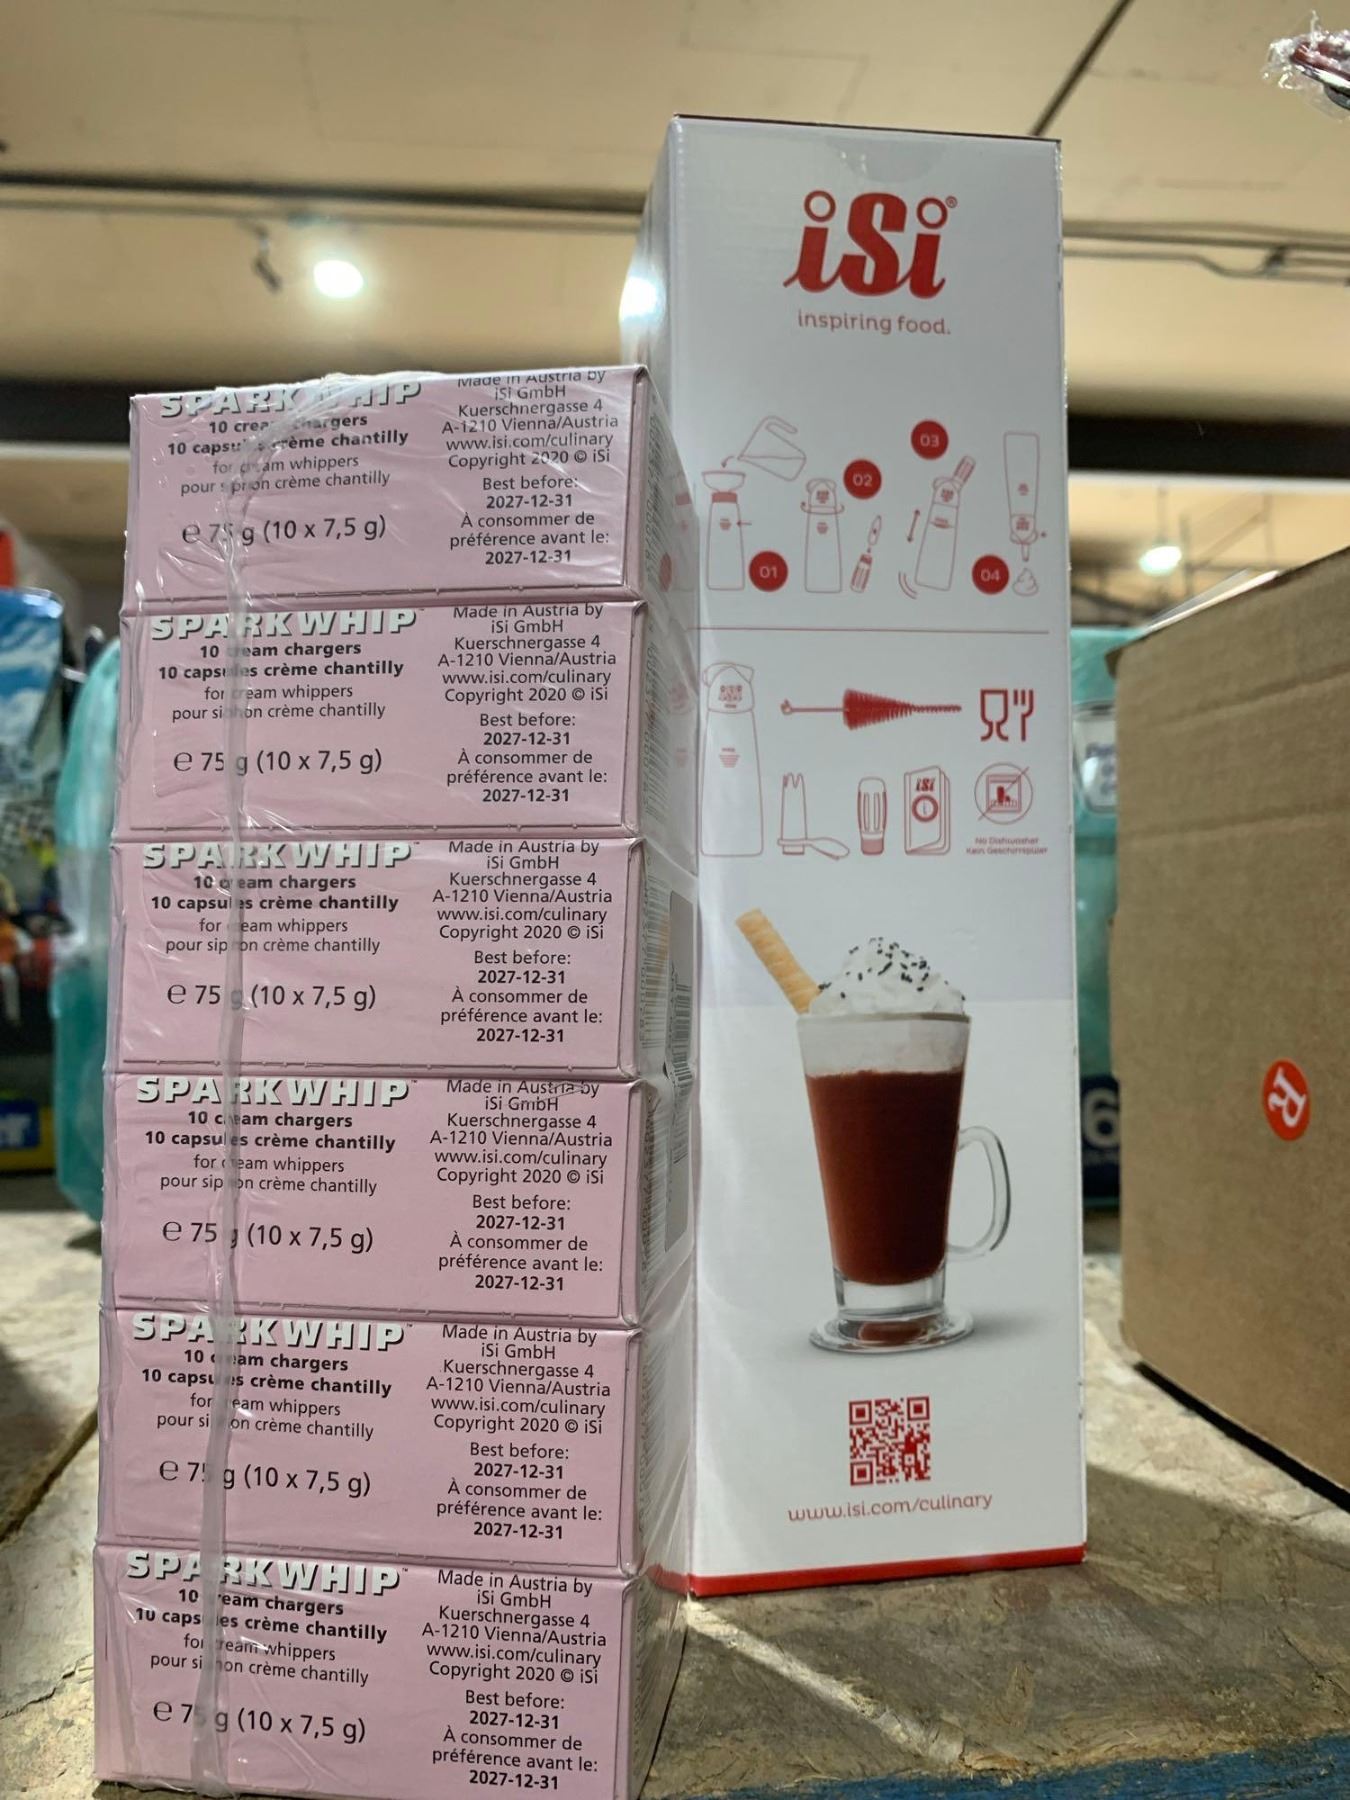 SPARKWHIP
10 cream chargers
10 capsules crème chantilly
for cream whippers
pour siphon crème chantilly
e 75 g (10 x 7,5 g)
Made in Austria by
iSi GmbH
Kuerschnergasse 4
A-1210 Vienna/Austria
www.isi.com/culinary
Copyright 2020 © iSi
Best before:
2027-12-31
À consommer de
préférence avant le:
2027-12-31
SPARKWHIP™
10 cream chargers
10 capsules crème chantilly
for cream whippers
pour siphon crème chantilly
e 75 g (10 x 7,5 g)
Made in Austria by
iSi GmbH
Kuerschnergasse 4
A-1210 Vienna/Austria
www.isi.com/culinary
Copyright 2020 © iSi
Best before:
2027-12-31
À consommer de
préférence avant le:
2027-12-31
SPARKWHIP™
10 cream chargers
10 capsules crème chantilly
for cream whippers
pour siphon crème chantilly
e 75 g (10 x 7,5 g)
Made in Austria by
iSi GmbH
Kuerschnergasse 4
A-1210 Vienna/Austria
www.isi.com/culinary
Copyright 2020 © iSi
Best before:
2027-12-31
À consommer de
préférence avant le:
2027-12-31
SPARKWHIP™
10 cream chargers
10 capsules crème chantilly
for cream whippers
pour siphon crème chantilly
e 75 g (10 x 7,5 g)
Made in Austria by
iSi GmbH
Kuerschnergasse 4
A-1210 Vienna/Austria
www.isi.com/culinary
Copyright 2020 © iSi
Best before:
2027-12-31
À consommer de
préférence avant le:
2027-12-31
SPARKWHIP™
10 cream chargers
10 capsules crème chantilly
for cream whippers
pour siphon crème chantilly
e 75 g (10 x 7,5 g)
Made in Austria by
iSi GmbH
Kuerschnergasse 4
A-1210 Vienna/Austria
www.isi.com/culinary
Copyright 2020 © iSi
Best before:
2027-12-31
À consommer de
préférence avant le:
2027-12-31
SPARKWHIP™
10 cream chargers
10 capsules crème chantilly
for cream whippers
pour siphon crème chantilly
e 75 g (10 x 7,5 g)
Made in Austria by
iSi GmbH
Kuerschnergasse 4
A-1210 Vienna/Austria
www.isi.com/culinary
Copyright 2020 © iSi
Best before:
2027-12-31
À consommer de
préférence avant le:
2027-12-31
iSi®
inspiring food.
01
02
03
04
iSi
i
No Dishwasher
Kein Geschirrspüler
www.isi.com/culinary
R
6